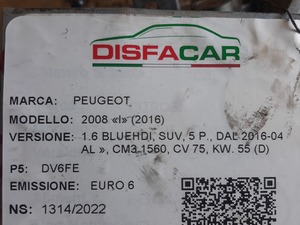 DISFACAR
MARCA: PEUGEOT
MODELLO: 2008 «I» (2016)
VERSIONE: 1.6 BLUEHDI, SUV, 5 P., DAL 2016-04
AL », CM3 1560, CV 75, KW. 55 (D)
P5: DV6FE
EMISSIONE: EURO 6
NS: 1314/2022